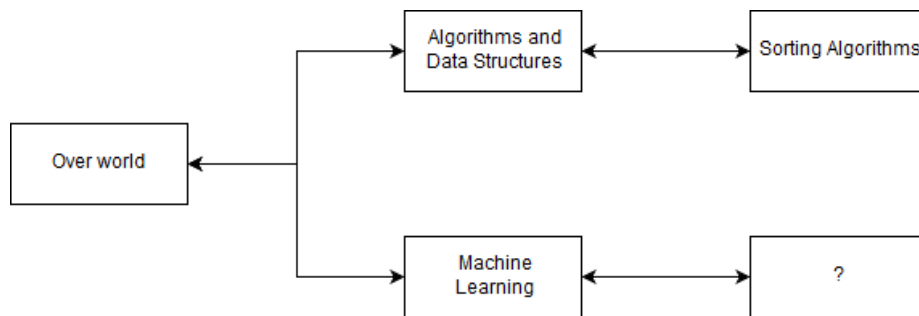 Algorithms and
Data Structures
Sorting Algorithms
Over world
Machine
Learning
?